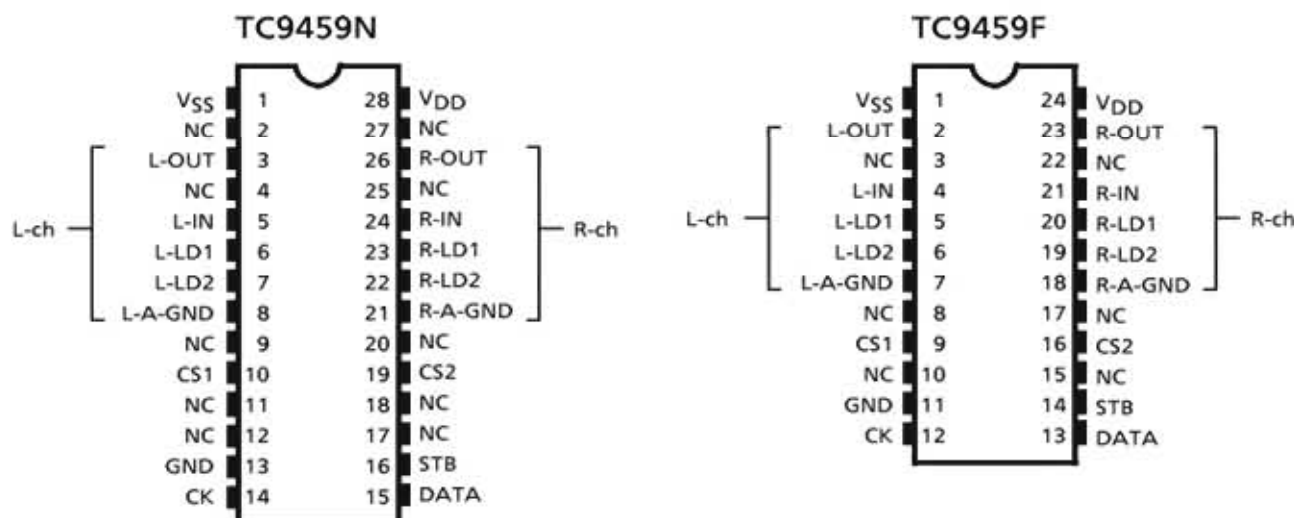 TC9459N
VSS 1 28 VDD
NC 2 27 NC
L-OUT 3 26 R-OUT
NC 4 25 NC
L-IN 5 24 R-IN
L-ch R-ch
L-LD1 6 23 R-LD1
L-LD2 7 22 R-LD2
L-A-GND 8 21 R-A-GND
NC 9 20 NC
CS1 10 19 CS2
NC 11 18 NC
NC 12 17 NC
GND 13 16 STB
CK 14 15 DATA
TC9459F
VSS 1 24 VDD
L-OUT 2 23 R-OUT
NC 3 22 NC
L-IN 4 21 R-IN
L-ch R-ch
L-LD1 5 20 R-LD1
L-LD2 6 19 R-LD2
L-A-GND 7 18 R-A-GND
NC 8 17 NC
CS1 9 16 CS2
NC 10 15 NC
GND 11 14 STB
CK 12 13 DATA